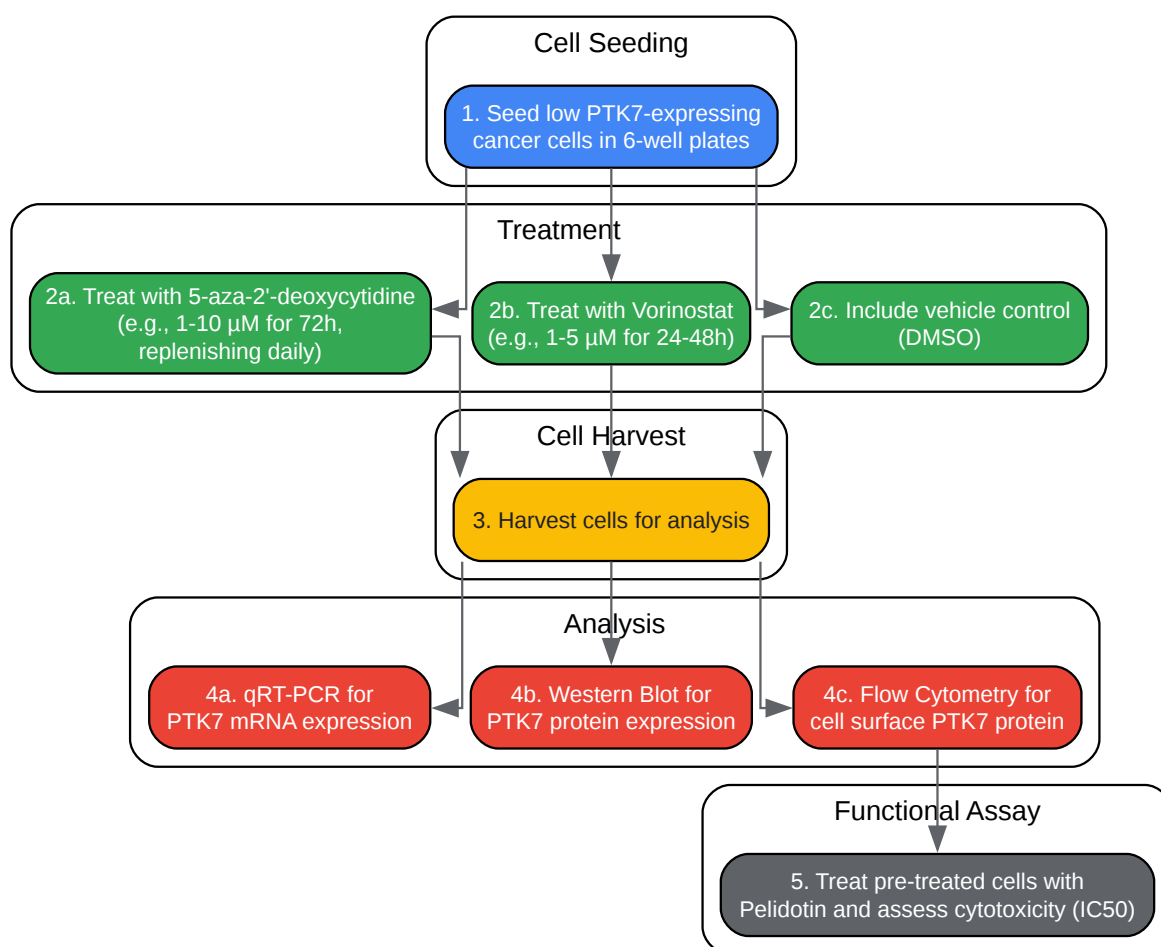 Cell Seeding
1. Seed low PTK7-expressing
cancer cells in 6-well plates
Treatment
2a. Treat with 5-aza-2'-deoxycytidine
(e.g., 1-10 µM for 72h,
replenishing daily)
2b. Treat with Vorinostat
(e.g., 1-5 µM for 24-48h)
2c. Include vehicle control
(DMSO)
Cell Harvest
3. Harvest cells for analysis
Analysis
4a. qRT-PCR for
PTK7 mRNA expression
4b. Western Blot for
PTK7 protein expression
4c. Flow Cytometry for
cell surface PTK7 protein
Functional Assay
5. Treat pre-treated cells with
Pelidotin and assess cytotoxicity (IC50)